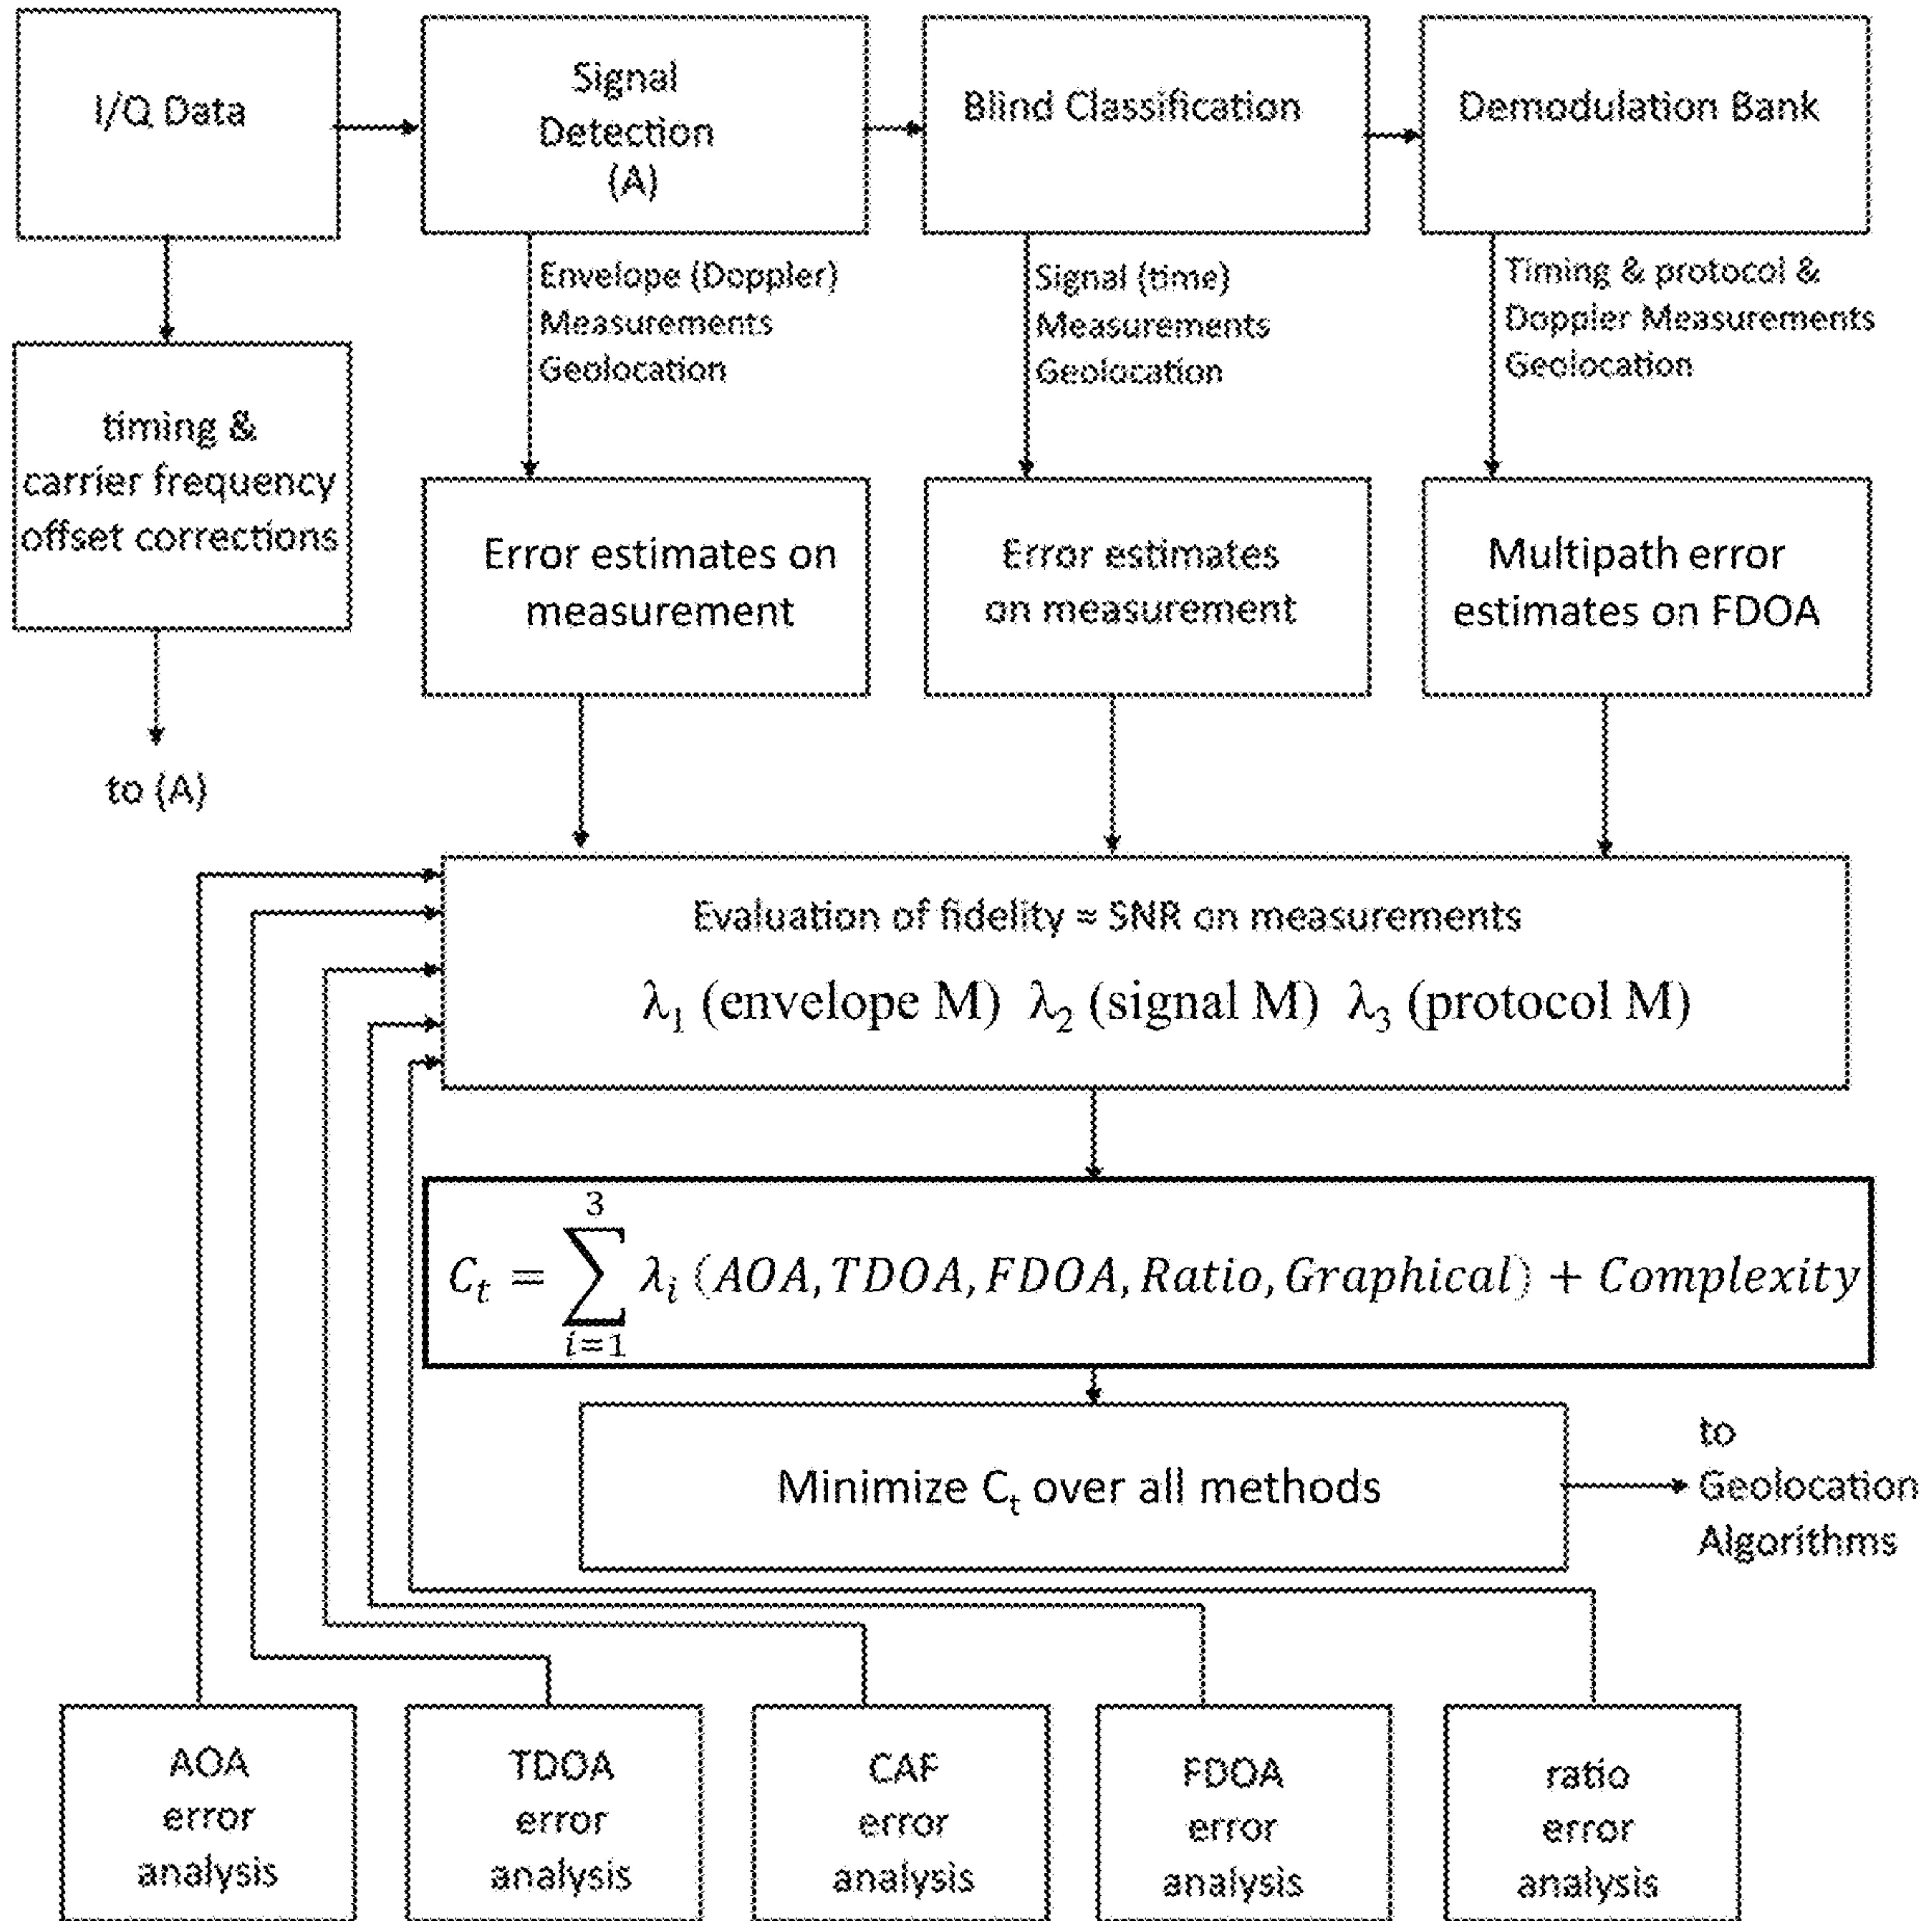 I/Q Data
Signal
Detection
(A)
Blind Classification
Demodulation Bank
Envelope (Doppler)
Measurements
Geolocation
Signal (time)
Measurements
Geolocation
Timing & protocol &
Doppler Measurements
Geolocation
timing &
carrier frequency
offset corrections
to (A)
Error estimates on
measurement
Error estimates
on measurement
Multipath error
estimates on FDOA
Evaluation of fidelity ≈ SNR on measurements
λ₁ (envelope M) λ₂ (signal M) λ₃ (protocol M)
3
Cₜ = ∑ λᵢ (AOA, TDOA, FDOA, Ratio, Graphical) + Complexity
i=1
Minimize Cₜ over all methods
to
Geolocation
Algorithms
AOA
error
analysis
TDOA
error
analysis
CAF
error
analysis
FDOA
error
analysis
ratio
error
analysis